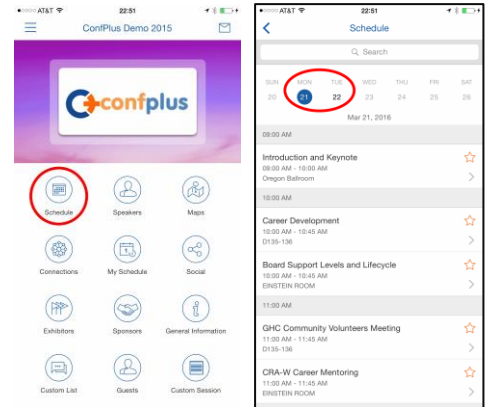 AT&T 22:51
ConfPlus Demo 2015
confplus
Schedule Speakers Maps
Connections My Schedule Social
Exhibitors Sponsors General Information
Custom List Guests Custom Session
AT&T 22:51
Schedule
Search
SUN MON TUE WED THU FRI SAT
20 21 22 23 24 25 26
Mar 21, 2016
09:00 AM
Introduction and Keynote
09:00 AM - 10:00 AM
Oregon Ballroom
10:00 AM
Career Development
10:00 AM - 10:45 AM
D135-136
Board Support Levels and Lifecycle
10:00 AM - 10:45 AM
EINSTEIN ROOM
11:00 AM
GHC Community Volunteers Meeting
11:00 AM - 11:45 AM
D135-136
CRA-W Career Mentoring
11:00 AM - 11:45 AM
EINSTEIN ROOM